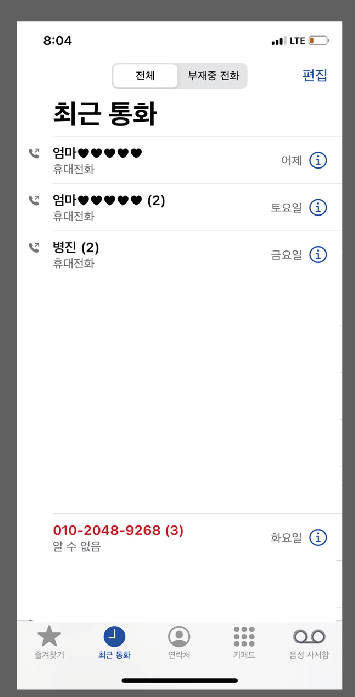 8:04
LTE
전체 부재중 전화 편집
최근 통화
엄마♥♥♥♥♥
휴대전화
어제
엄마♥♥♥♥♥ (2)
휴대전화
토요일
병진 (2)
휴대전화
금요일
010-2048-9268 (3)
알 수 없음
화요일
즐겨찾기 최근 통화 연락처 키패드 음성 사서함